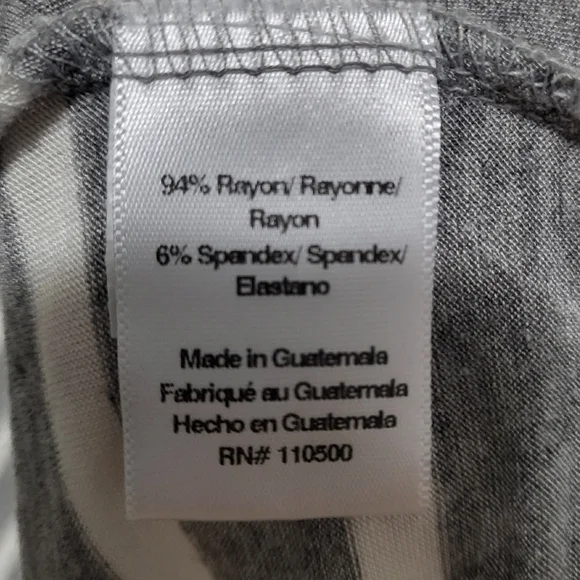 94% Rayon/ Rayonne/
Rayon
6% Spandex/ Spandex/
Elastano
Made in Guatemala
Fabriqué au Guatemala
Hecho en Guatemala
RN# 110500